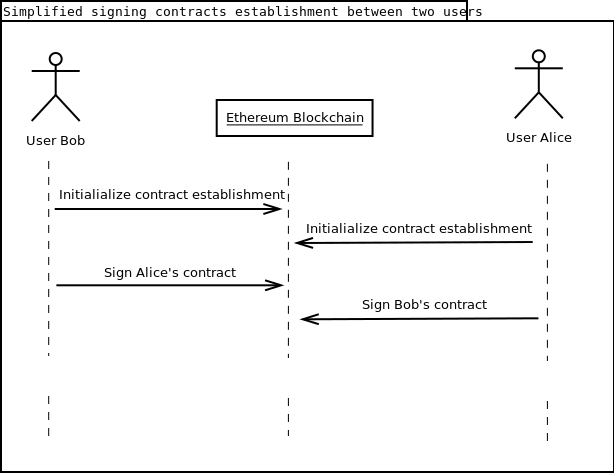 Simplified signing contracts establishment between two users
User Bob
Ethereum Blockchain
User Alice
Initialialize contract establishment
Initialialize contract establishment
Sign Alice's contract
Sign Bob's contract